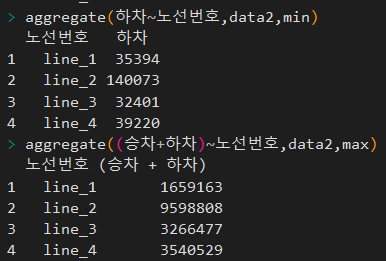 > aggregate(하차~노선번호,data2,min)
노선번호 하차
1 line_1 35394
2 line_2 140073
3 line_3 32401
4 line_4 39220
> aggregate((승차+하차)~노선번호,data2,max)
노선번호 (승차 + 하차)
1 line_1 1659163
2 line_2 9598808
3 line_3 3266477
4 line_4 3540529